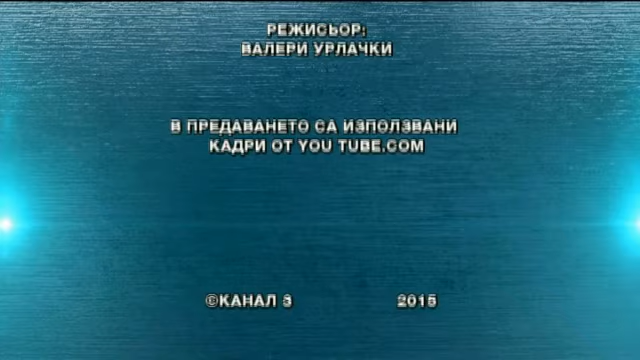 РЕЖИСЬОР:
ВАЛЕРИ УРЛАЧКИ
В ПРЕДАВАНЕТО СА ИЗПОЛЗВАНИ
КАДРИ ОТ YOU TUBE.COM
©КАНАЛ 3 2015